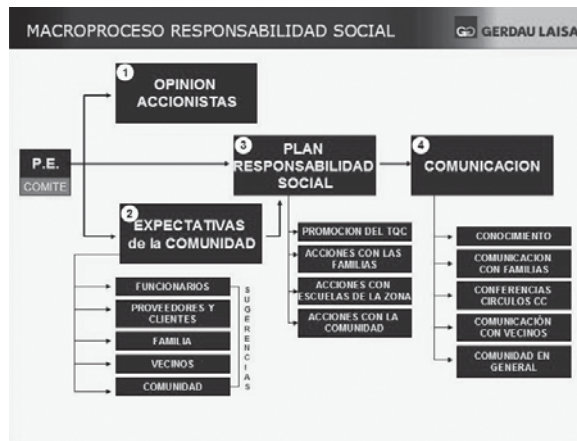 MACROPROCESO RESPONSABILIDAD SOCIAL
GG GERDAU LAISA
1
OPINION
ACCIONISTAS
P.E.
COMITE
2
EXPECTATIVAS
de la COMUNIDAD
FUNCIONARIOS
PROVEEDORES Y
CLIENTES
FAMILIA
VECINOS
COMUNIDAD
SUGERENCIAS
3
PLAN
RESPONSABILIDAD
SOCIAL
PROMOCION DEL TQC
ACCIONES CON LAS
FAMILIAS
ACCIONES CON
ESCUELAS DE LA ZONA
ACCIONES CON LA
COMUNIDAD
4
COMUNICACION
CONOCIMIENTO
COMUNICACION
CON FAMILIAS
CONFERENCIAS
CIRCULOS CC
COMUNICACIÒN
CON VECINOS
COMUNIDAD EN
GENERAL